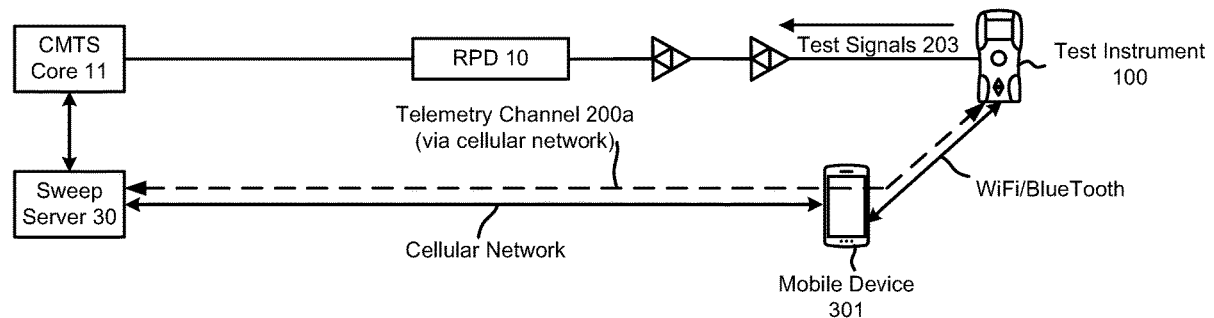 CMTS
Core 11
RPD 10
Test Signals 203
Test Instrument
100
Telemetry Channel 200a
(via cellular network)
Sweep
Server 30
WiFi/BlueTooth
Cellular Network
Mobile Device
301